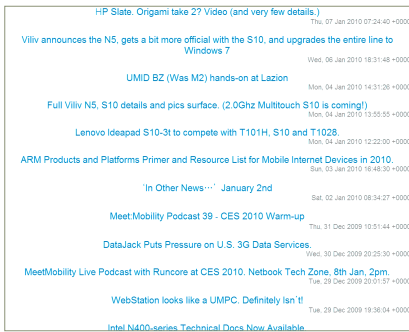 HP Slate. Origami take 2? Video (and very few details.)
Thu, 07 Jan 2010 07:24:40 +0000
Viliv announces the N5, gets a bit more official with the S10, and upgrades the entire line to
Windows 7
Wed, 06 Jan 2010 18:31:48 +0000
UMID BZ (Was M2) hands-on at Lazion
Mon, 04 Jan 2010 14:31:26 +0000
Full Viliv N5, S10 details and pics surface. (2.0Ghz Multitouch S10 is coming!)
Mon, 04 Jan 2010 13:55:55 +0000
Lenovo Ideapad S10-3t to compete with T101H, S10 and T1028.
Mon, 04 Jan 2010 12:22:00 +0000
ARM Products and Platforms Primer and Resource List for Mobile Internet Devices in 2010.
Sun, 03 Jan 2010 16:48:30 +0000
`In Other News…´ January 2nd
Sat, 02 Jan 2010 08:34:27 +0000
Meet:Mobility Podcast 39 - CES 2010 Warm-up
Thu, 31 Dec 2009 10:51:44 +0000
DataJack Puts Pressure on U.S. 3G Data Services.
Wed, 30 Dec 2009 20:25:30 +0000
MeetMobility Live Podcast with Runcore at CES 2010. Netbook Tech Zone, 8th Jan, 2pm.
Tue, 29 Dec 2009 20:01:57 +0000
WebStation looks like a UMPC. Definitely Isn´t!
Tue, 29 Dec 2009 19:36:04 +0000
Intel N400-series Technical Docs Now Available